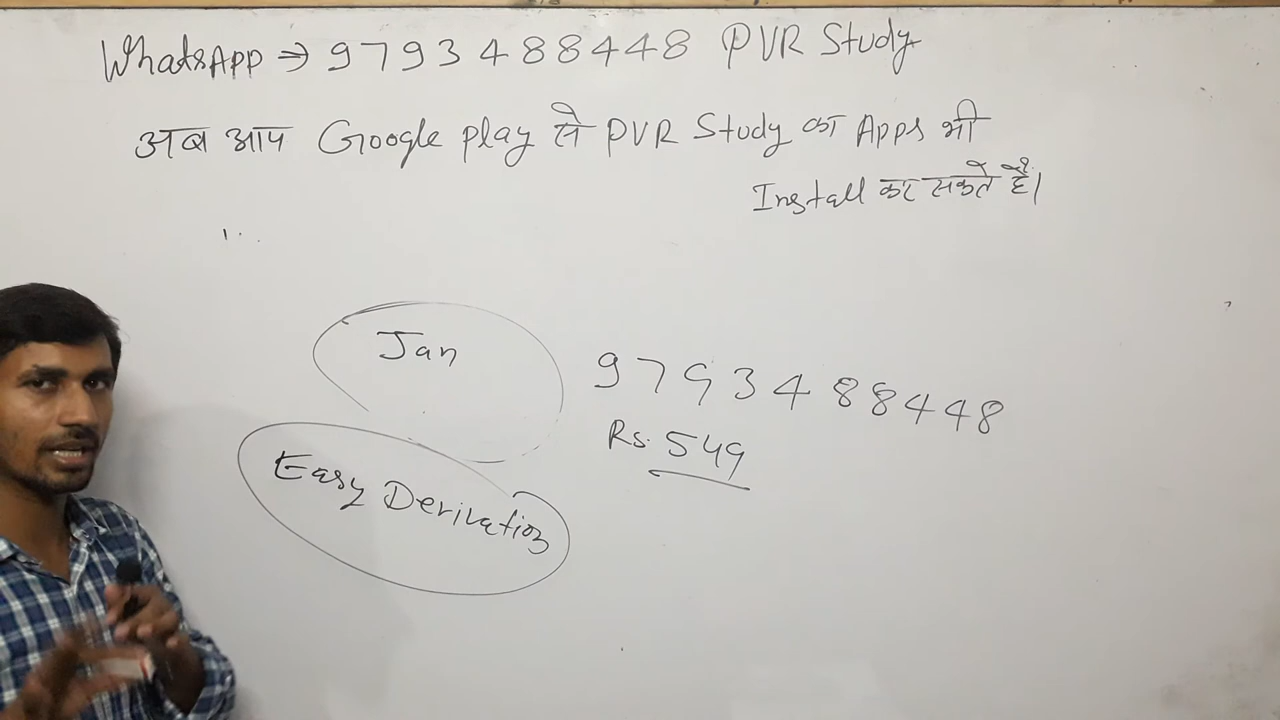 WhatsApp ⇒ 9793488448 PVR Study
अब आप Google play से PVR Study का Apps भी
Install कर सकते है।
Jan
9793488448
Rs. 549
Easy Derivation